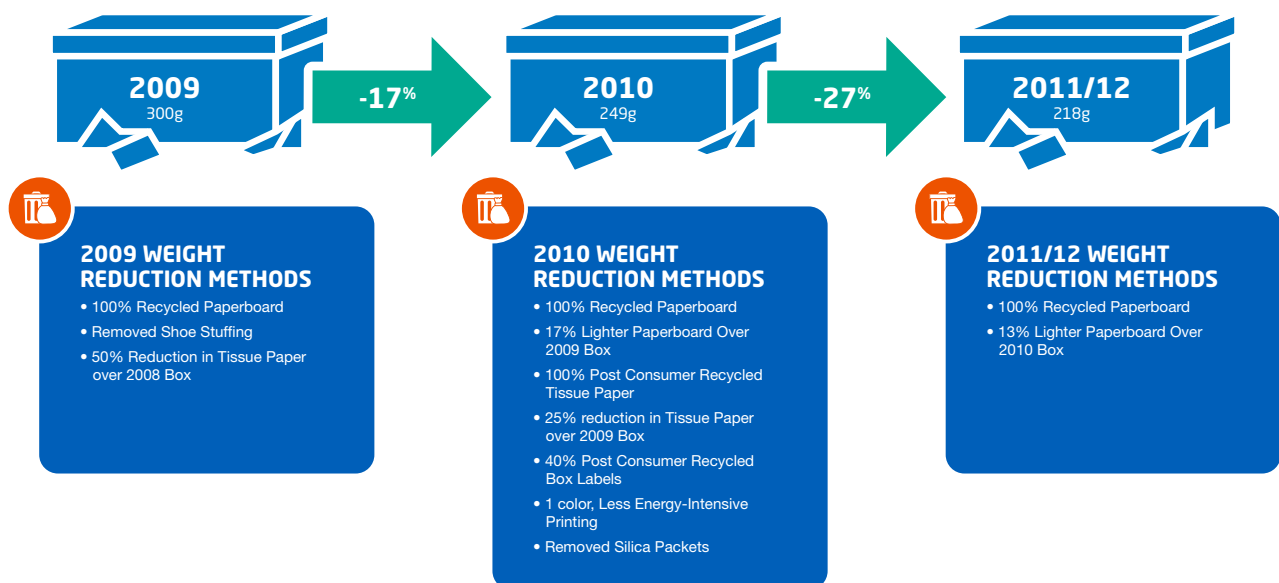 2009
300g
-17%
2010
249g
-27%
2011/12
218g
2009 WEIGHT
REDUCTION METHODS
• 100% Recycled Paperboard
• Removed Shoe Stuffing
• 50% Reduction in Tissue Paper
over 2008 Box
2010 WEIGHT
REDUCTION METHODS
• 100% Recycled Paperboard
• 17% Lighter Paperboard Over
2009 Box
• 100% Post Consumer Recycled
Tissue Paper
• 25% reduction in Tissue Paper
over 2009 Box
• 40% Post Consumer Recycled
Box Labels
• 1 color, Less Energy-Intensive
Printing
• Removed Silica Packets
2011/12 WEIGHT
REDUCTION METHODS
• 100% Recycled Paperboard
• 13% Lighter Paperboard Over
2010 Box